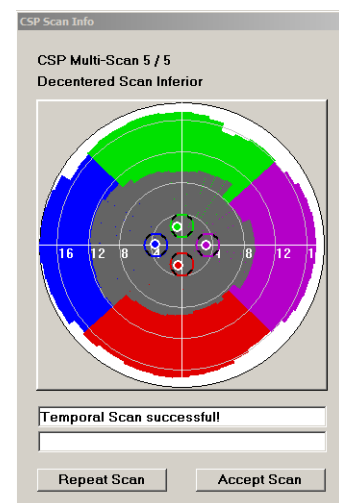 CSP Scan Info
CSP Multi-Scan 5 / 5
Decentered Scan Inferior
16 12 8 4 8 12 1
Temporal Scan successful!
Repeat Scan Accept Scan